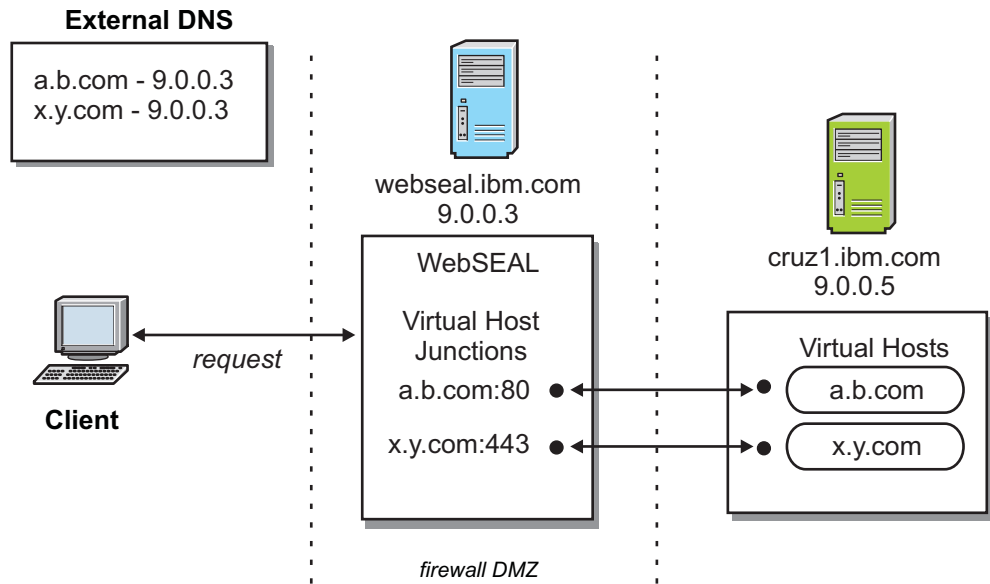 External DNS
a.b.com - 9.0.0.3
x.y.com - 9.0.0.3
webseal.ibm.com
9.0.0.3
cruz1.ibm.com
9.0.0.5
Client
request
WebSEAL
Virtual Host
Junctions
a.b.com:80
x.y.com:443
Virtual Hosts
a.b.com
x.y.com
firewall DMZ